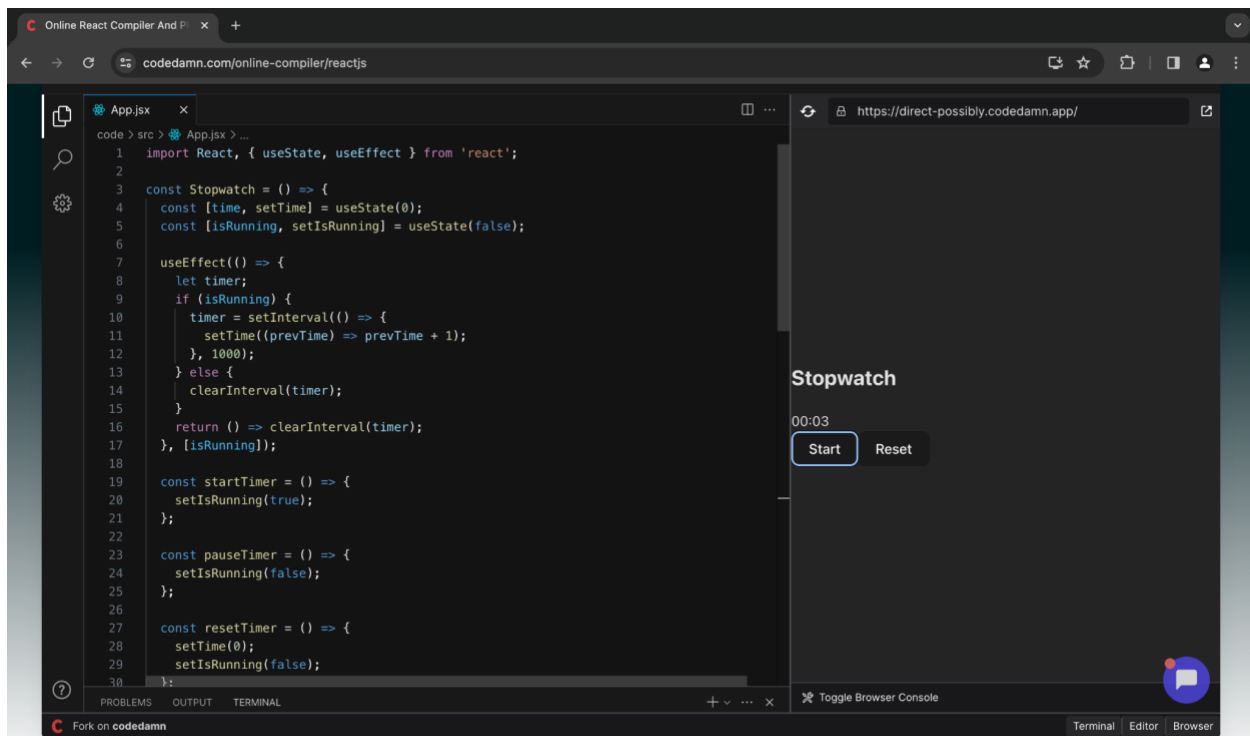 Online React Compiler And Pl
codedamn.com/online-compiler/reactjs
App.jsx
code > src > App.jsx > ...
1 import React, { useState, useEffect } from 'react';
2
3 const Stopwatch = () => {
4 const [time, setTime] = useState(0);
5 const [isRunning, setIsRunning] = useState(false);
6
7 useEffect(() => {
8 let timer;
9 if (isRunning) {
10 timer = setInterval(() => {
11 setTime((prevTime) => prevTime + 1);
12 }, 1000);
13 } else {
14 clearInterval(timer);
15 }
16 return () => clearInterval(timer);
17 }, [isRunning]);
18
19 const startTimer = () => {
20 setIsRunning(true);
21 };
22
23 const pauseTimer = () => {
24 setIsRunning(false);
25 };
26
27 const resetTimer = () => {
28 setTime(0);
29 setIsRunning(false);
30 };
PROBLEMS OUTPUT TERMINAL
https://direct-possibly.codedamn.app/
Stopwatch
00:03
Start Reset
Toggle Browser Console
Fork on codedamn
Terminal Editor Browser